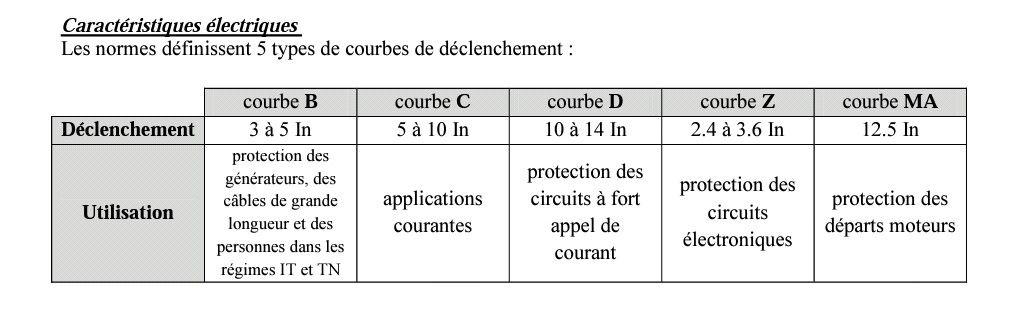 Caractéristiques électriques
Les normes définissent 5 types de courbes de déclenchement :
courbe B courbe C courbe D courbe Z courbe MA
Déclenchement 3 à 5 In 5 à 10 In 10 à 14 In 2.4 à 3.6 In 12.5 In
Utilisation
protection des
générateurs, des
câbles de grande
longueur et des
personnes dans les
régimes IT et TN
applications
courantes
protection des
circuits à fort
appel de
courant
protection des
circuits
électroniques
protection des
départs moteurs